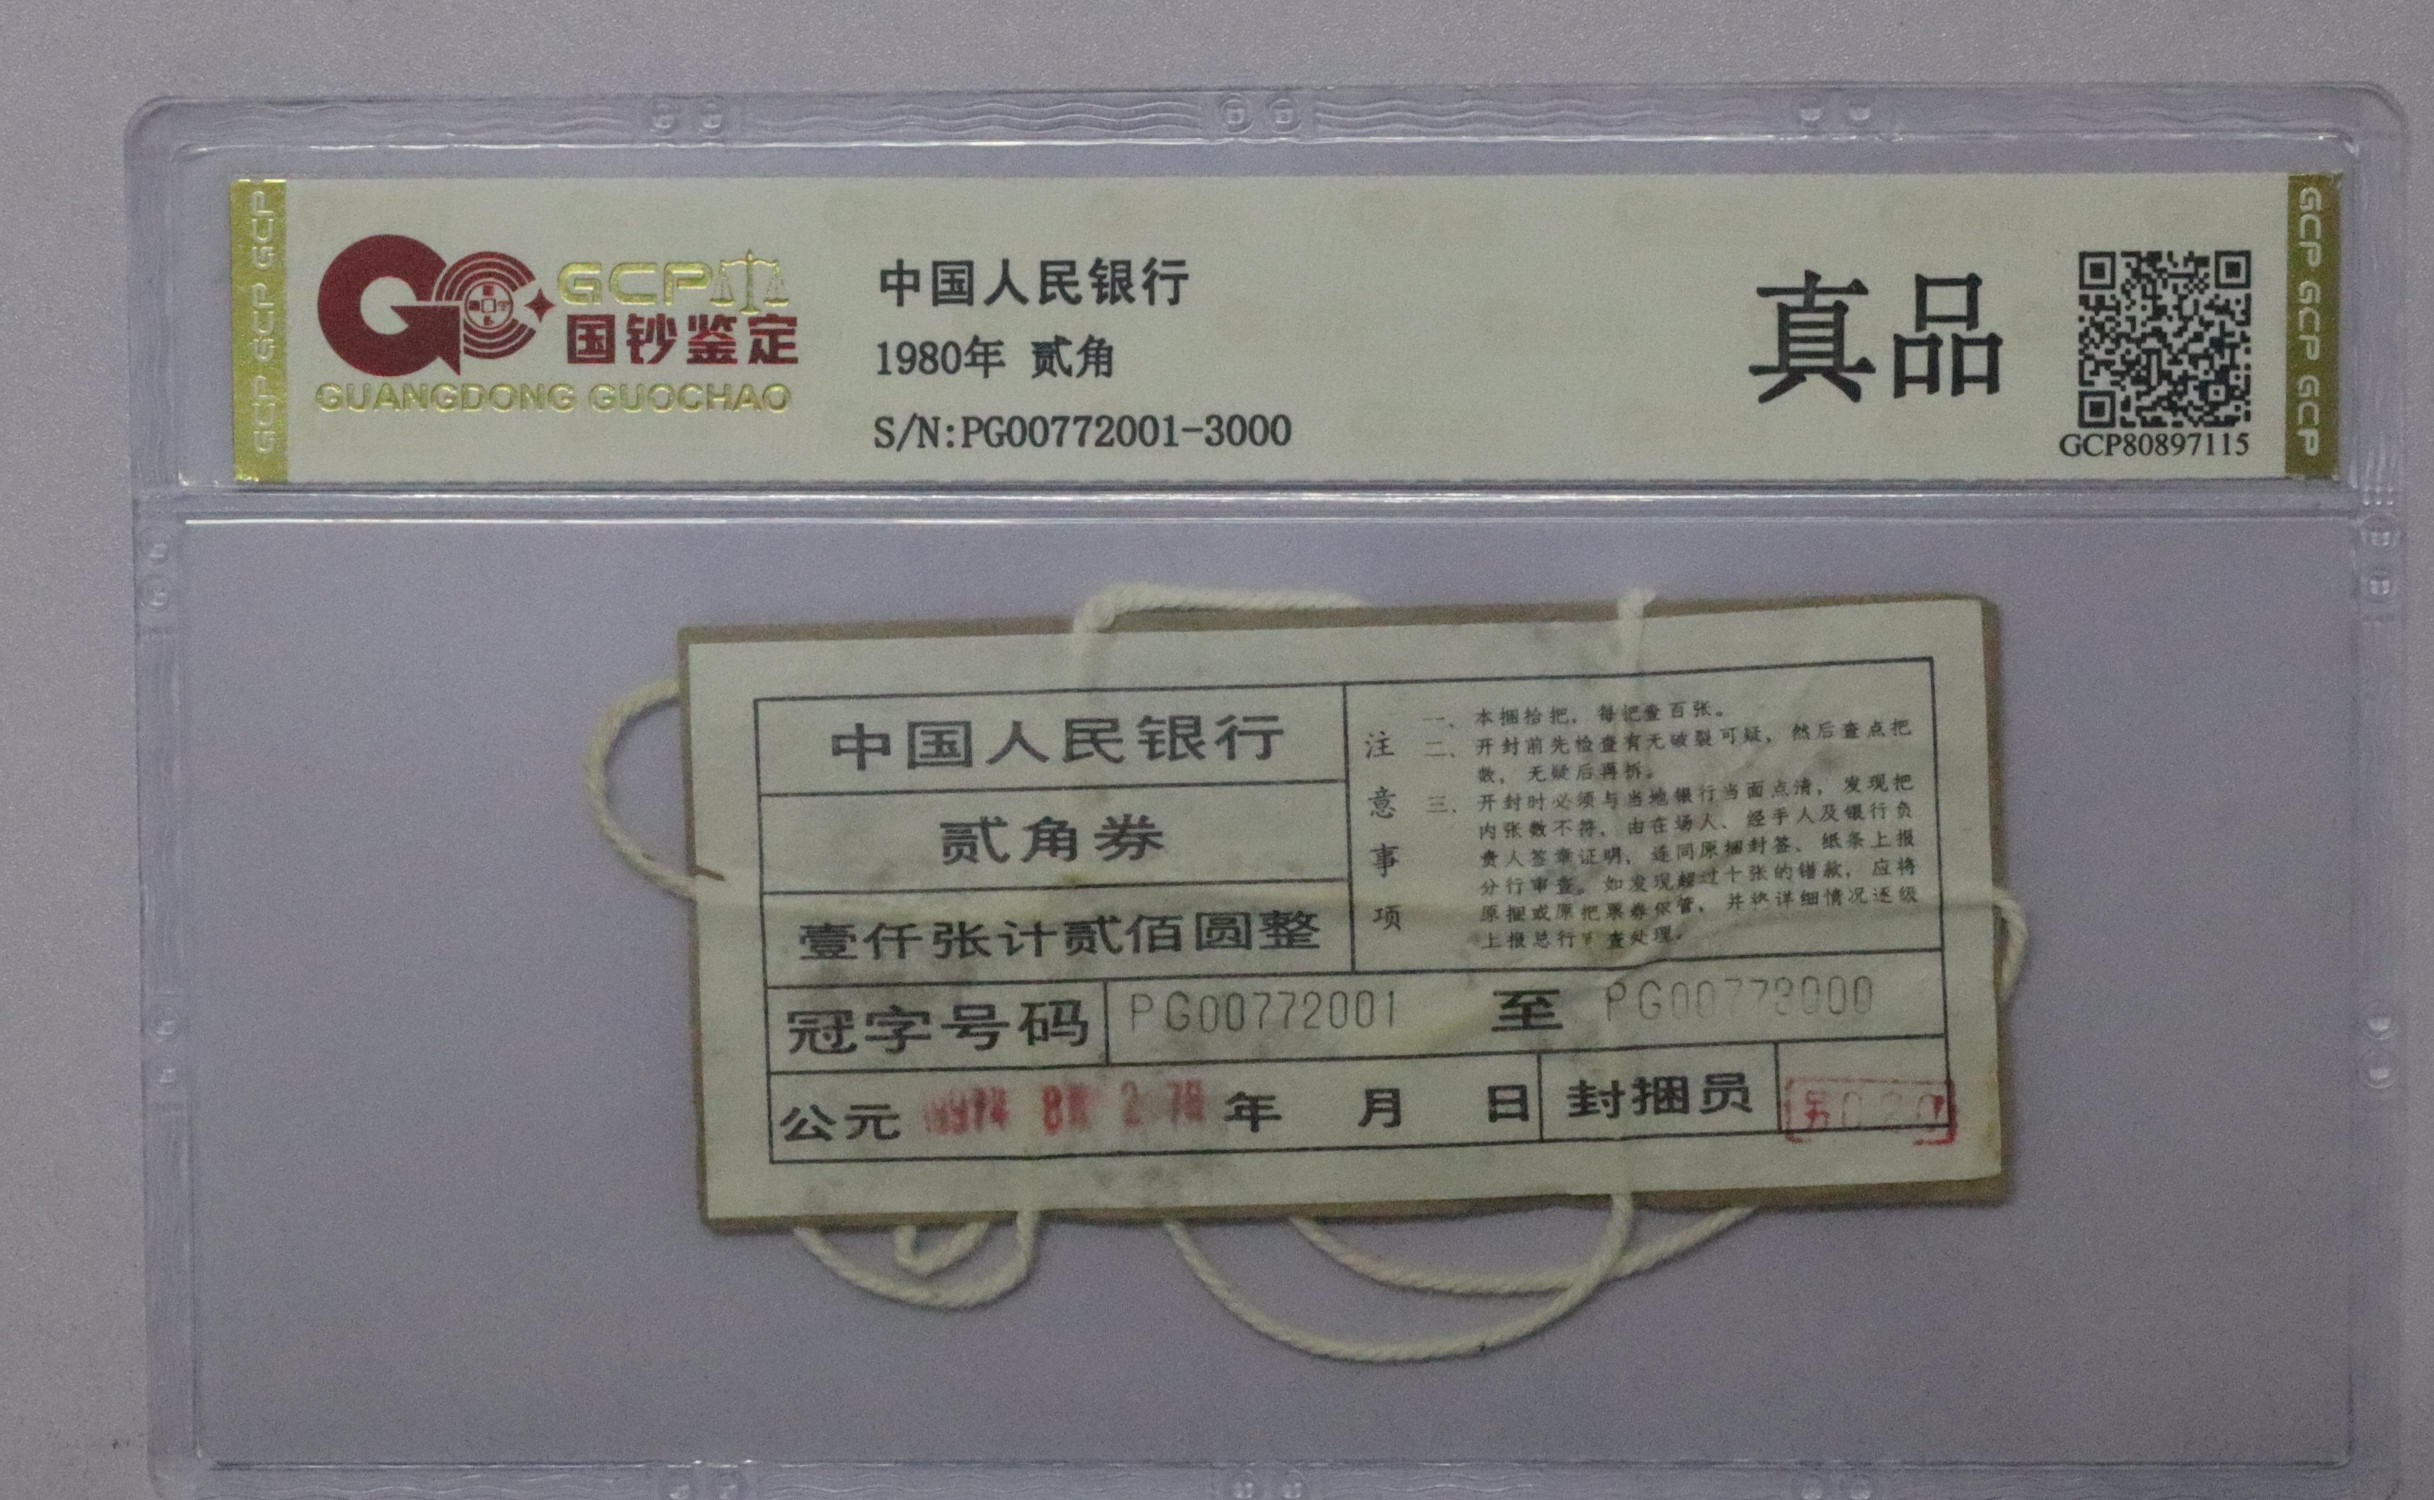 GCP GCP GCP
GCP
国钞鉴定
GUANGDONG GUOCHAO
中国人民银行
1980年 贰角
S/N:PG00772001-3000
真品
GCP80897115
GCP GCP GCP
中国人民银行
贰角券
壹仟张计贰佰圆整
注意事项
一、本捆拾把，每把壹百张。
二、开封前先检查有无破裂可疑，然后查点把
数，无疑后再拆。
三、开封时必须与当地银行当面点清，发现把
内张数不符，由在场人、经手人及银行负
责人签章证明，连同原捆封签、纸条上报
分行审查。如发现超过十张的错款，应将
原捆或原把票券保管，并将详细情况逐级
上报总行 查处理。
冠字号码 PG00772001 至 PG00773000
公元 年 月 日 封捆员